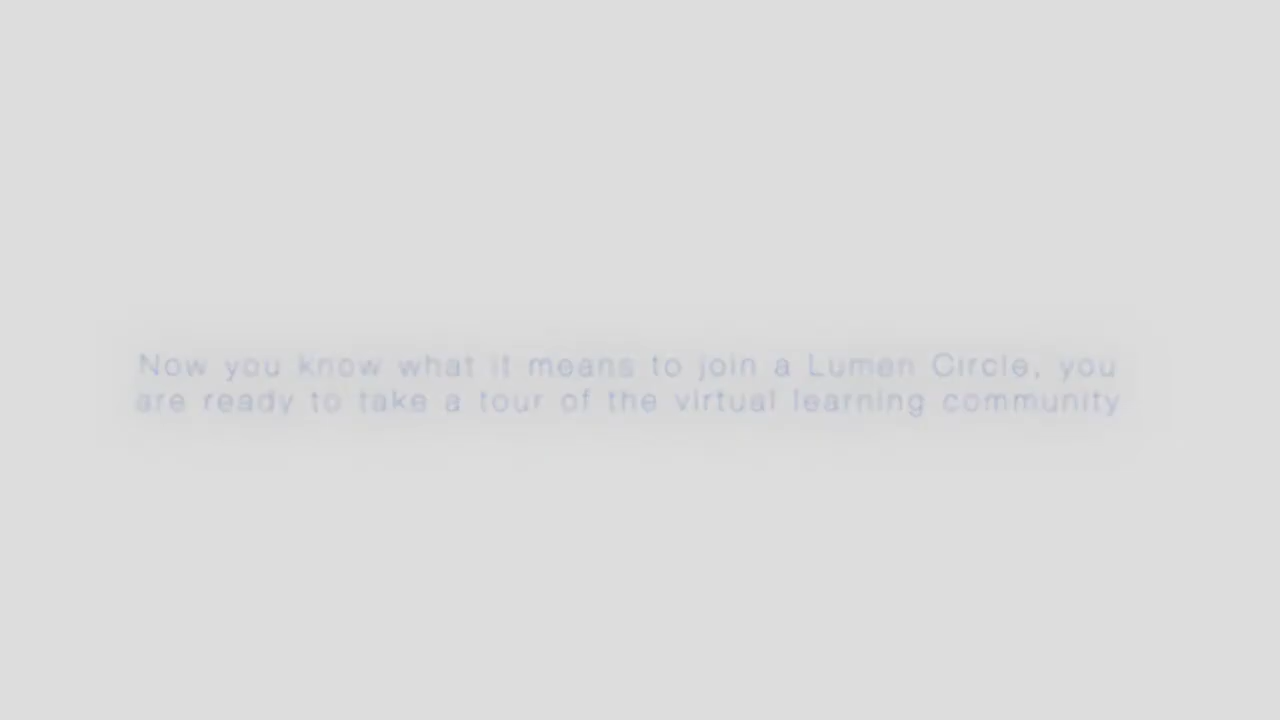 Now you know what it means to join a Lumen Circle, you
are ready to take a tour of the virtual learning community